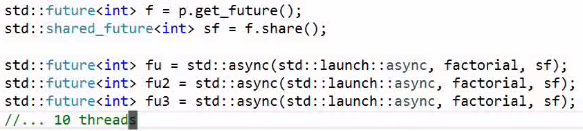 std::future<int> f = p.get_future();
std::shared_future<int> sf = f.share();
std::future<int> fu = std::async(std::launch::async, factorial, sf);
std::future<int> fu2 = std::async(std::launch::async, factorial, sf);
std::future<int> fu3 = std::async(std::launch::async, factorial, sf);
//... 10 threads